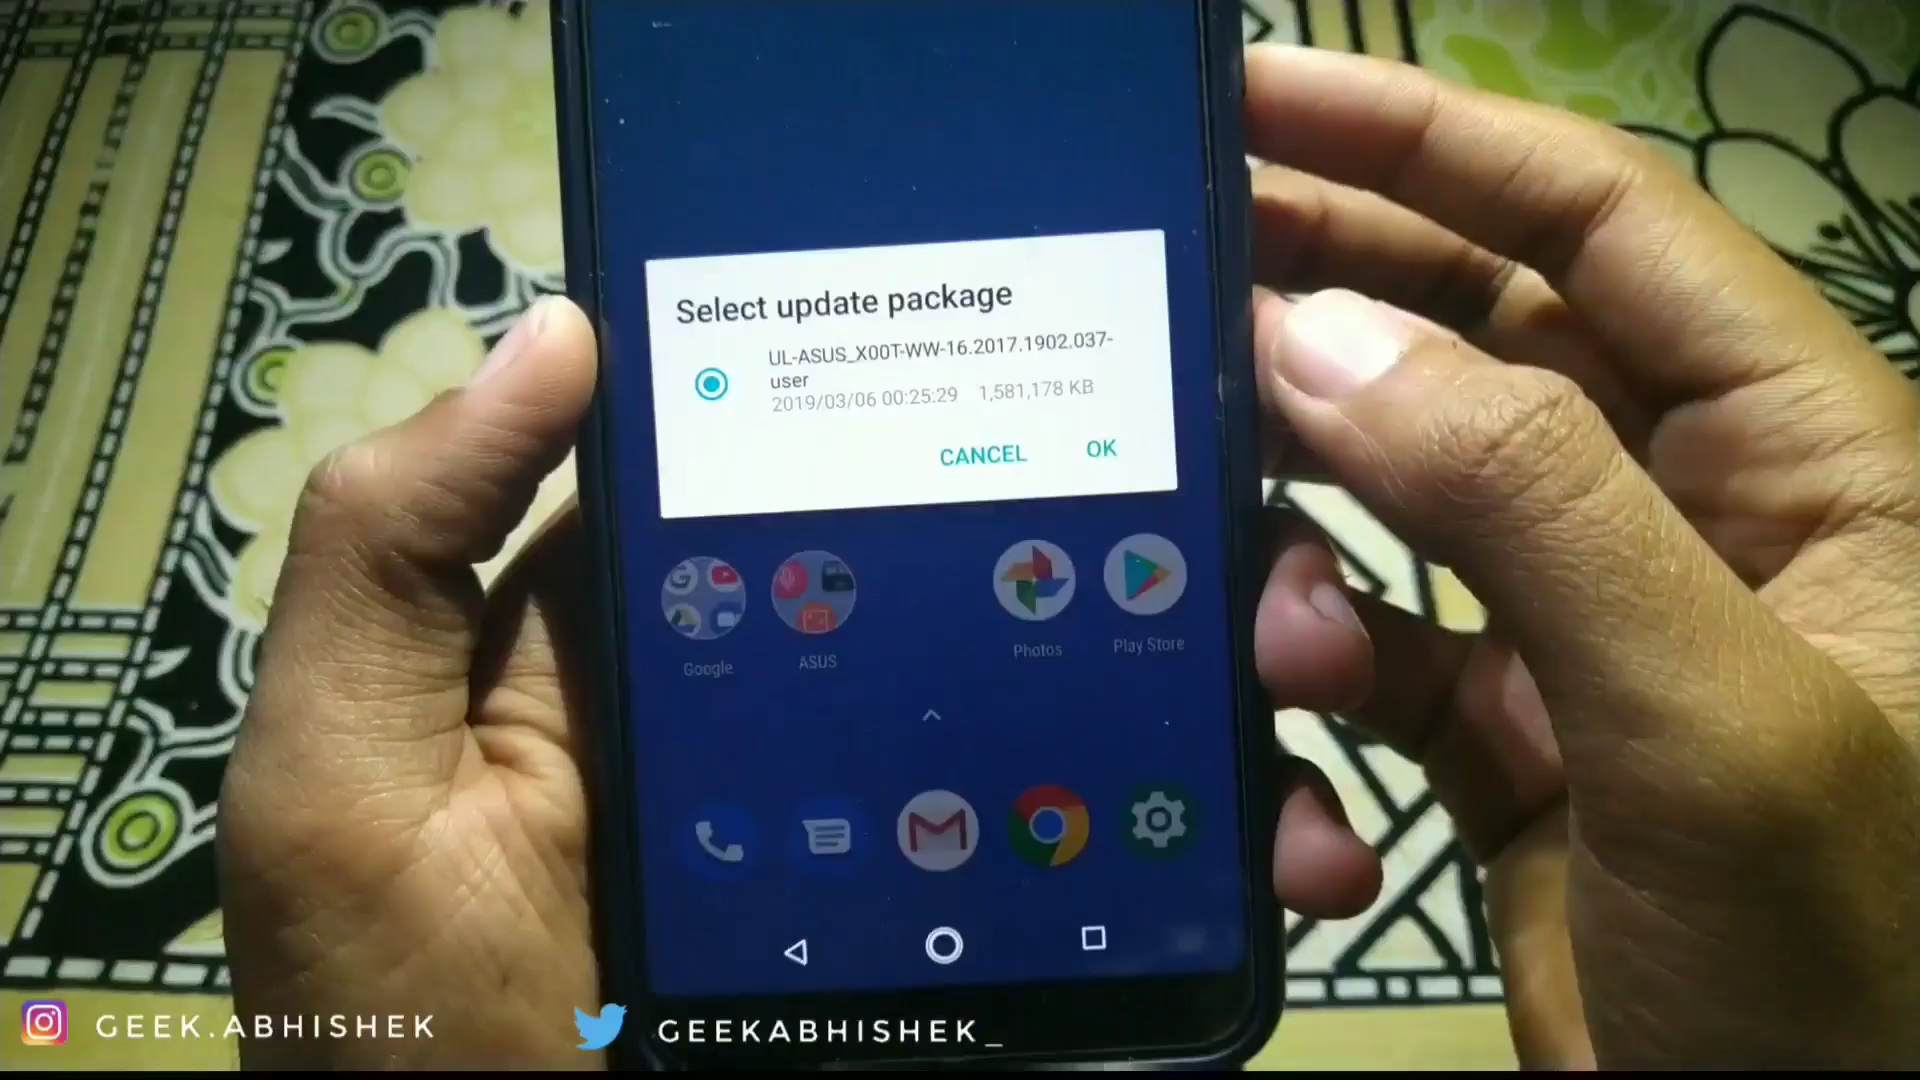 Select update package
UL-ASUS_X00T-WW-16.2017.1902.037-
user
2019/03/06 00:25:29 1,581,178 KB
CANCEL OK
Google ASUS Photos Play Store
GEEK.ABHISHEK GEEKABHISHEK_